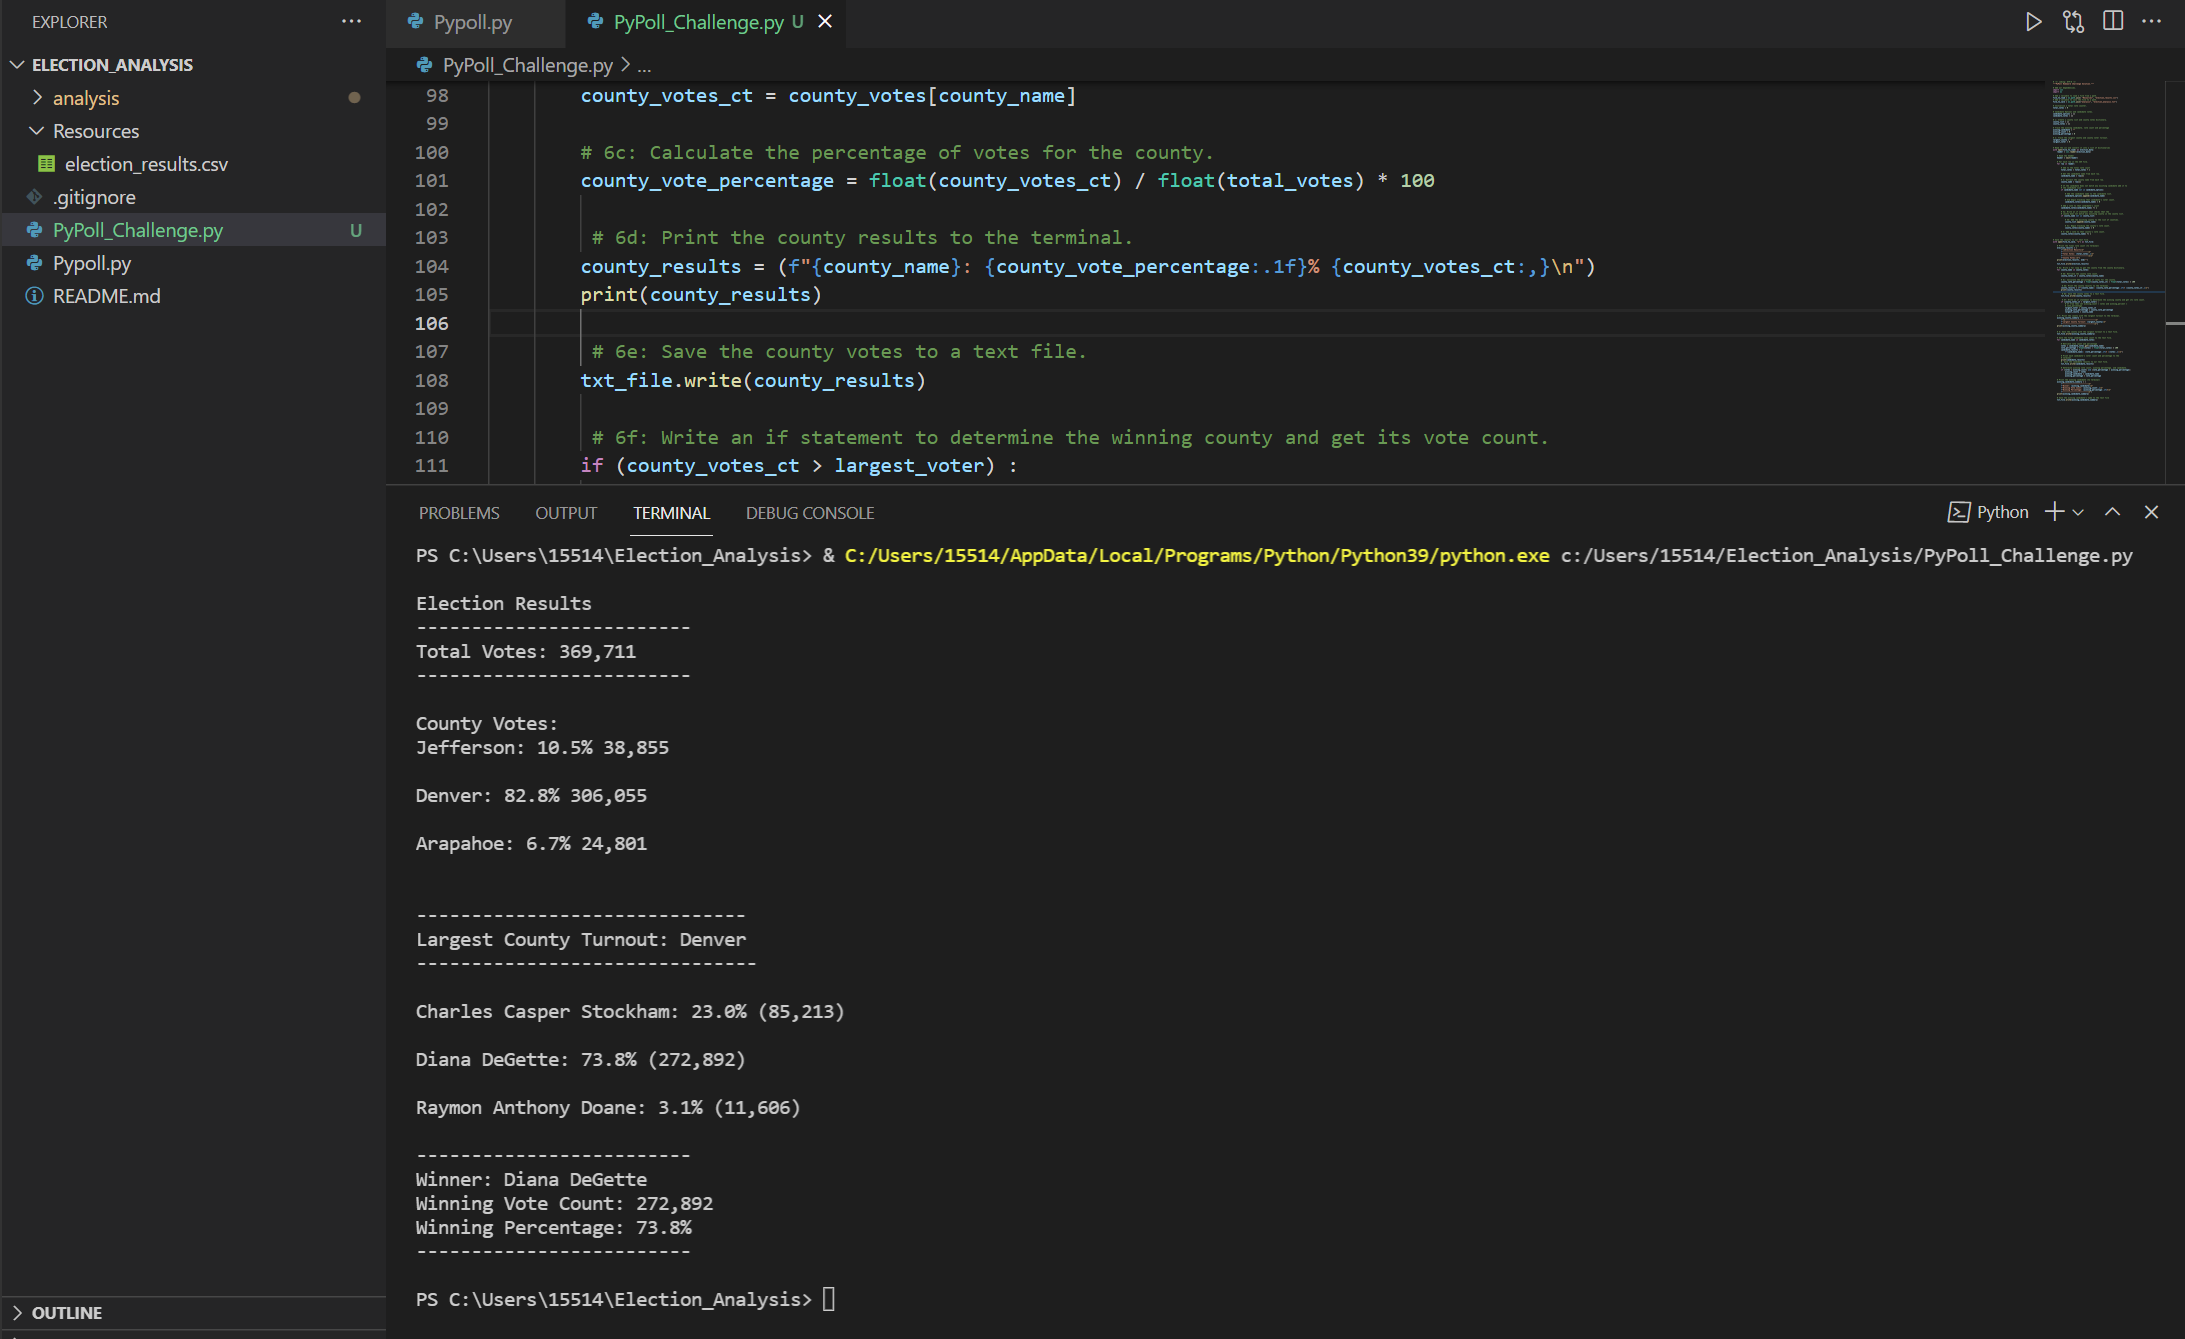 EXPLORER
ELECTION_ANALYSIS
analysis
Resources
election_results.csv
.gitignore
PyPoll_Challenge.py U
Pypoll.py
README.md
OUTLINE
Pypoll.py
PyPoll_Challenge.py U
PyPoll_Challenge.py > ...
98 county_votes_ct = county_votes[county_name]
99
100 # 6c: Calculate the percentage of votes for the county.
101 county_vote_percentage = float(county_votes_ct) / float(total_votes) * 100
102
103 # 6d: Print the county results to the terminal.
104 county_results = (f"{county_name}: {county_vote_percentage:.1f}% {county_votes_ct:,}\n")
105 print(county_results)
106
107 # 6e: Save the county votes to a text file.
108 txt_file.write(county_results)
109
110 # 6f: Write an if statement to determine the winning county and get its vote count.
111 if (county_votes_ct > largest_voter) :
PROBLEMS OUTPUT TERMINAL DEBUG CONSOLE
Python
PS C:\Users\15514\Election_Analysis> & C:/Users/15514/AppData/Local/Programs/Python/Python39/python.exe c:/Users/15514/Election_Analysis/PyPoll_Challenge.py
Election Results
-------------------------
Total Votes: 369,711
-------------------------
County Votes:
Jefferson: 10.5% 38,855
Denver: 82.8% 306,055
Arapahoe: 6.7% 24,801
------------------------------
Largest County Turnout: Denver
-------------------------------
Charles Casper Stockham: 23.0% (85,213)
Diana DeGette: 73.8% (272,892)
Raymon Anthony Doane: 3.1% (11,606)
-------------------------
Winner: Diana DeGette
Winning Vote Count: 272,892
Winning Percentage: 73.8%
-------------------------
PS C:\Users\15514\Election_Analysis>